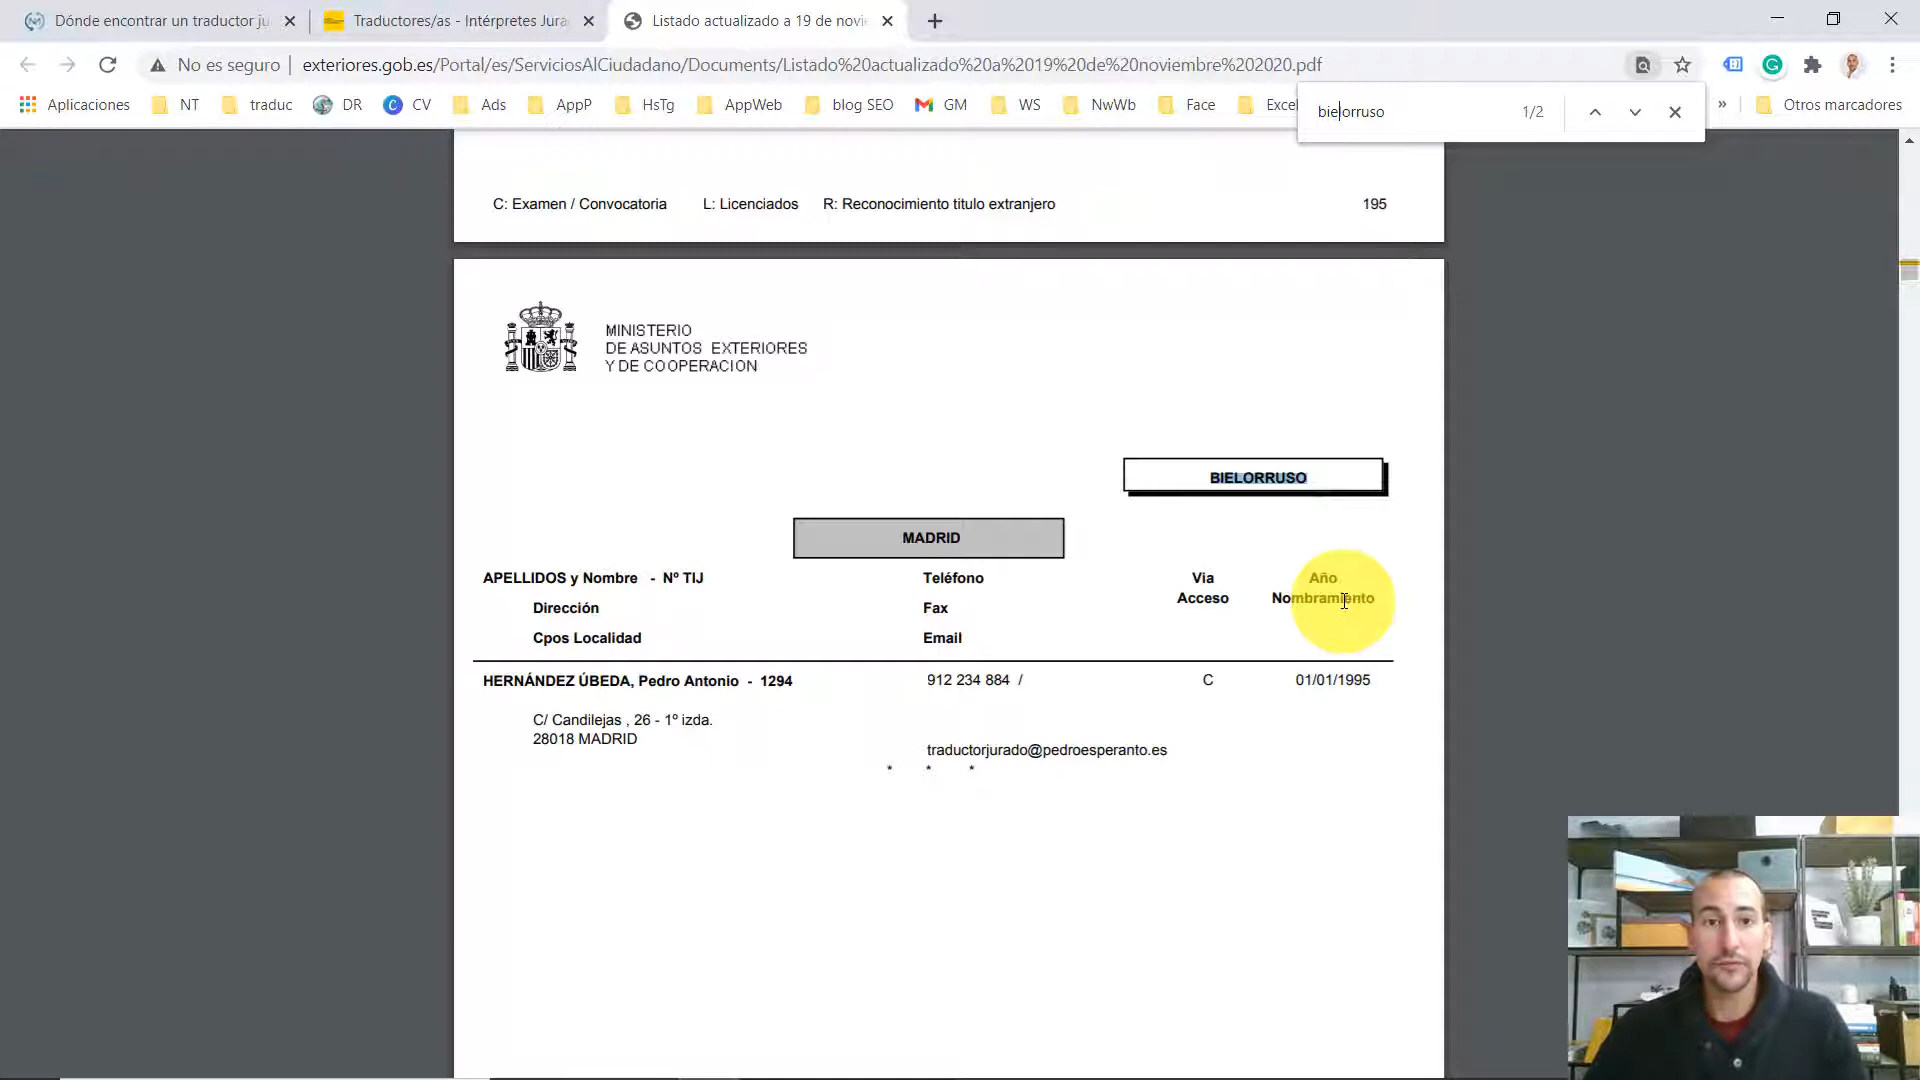 Dónde encontrar un traductor ju
Traductores/as - Intérpretes Jura
Listado actualizado a 19 de novie
No es seguro
exteriores.gob.es/Portal/es/ServiciosAlCiudadano/Documents/Listado%20actualizado%20a%2019%20de%20noviembre%202020.pdf
Aplicaciones
NT
traduc
DR
CV
Ads
AppP
HsTg
AppWeb
blog SEO
GM
WS
NwWb
Face
Excel
»
Otros marcadores
bielorruso
1/2
C: Examen / Convocatoria
L: Licenciados
R: Reconocimiento titulo extranjero
195
MINISTERIO
DE ASUNTOS EXTERIORES
Y DE COOPERACION
BIELORRUSO
MADRID
APELLIDOS y Nombre - Nº TIJ
Teléfono
Via
Año
Acceso
Nombramiento
Dirección
Fax
Cpos Localidad
Email
HERNÁNDEZ ÚBEDA, Pedro Antonio - 1294
912 234 884 /
C
01/01/1995
C/ Candilejas , 26 - 1º izda.
28018 MADRID
traductorjurado@pedroesperanto.es
* * *